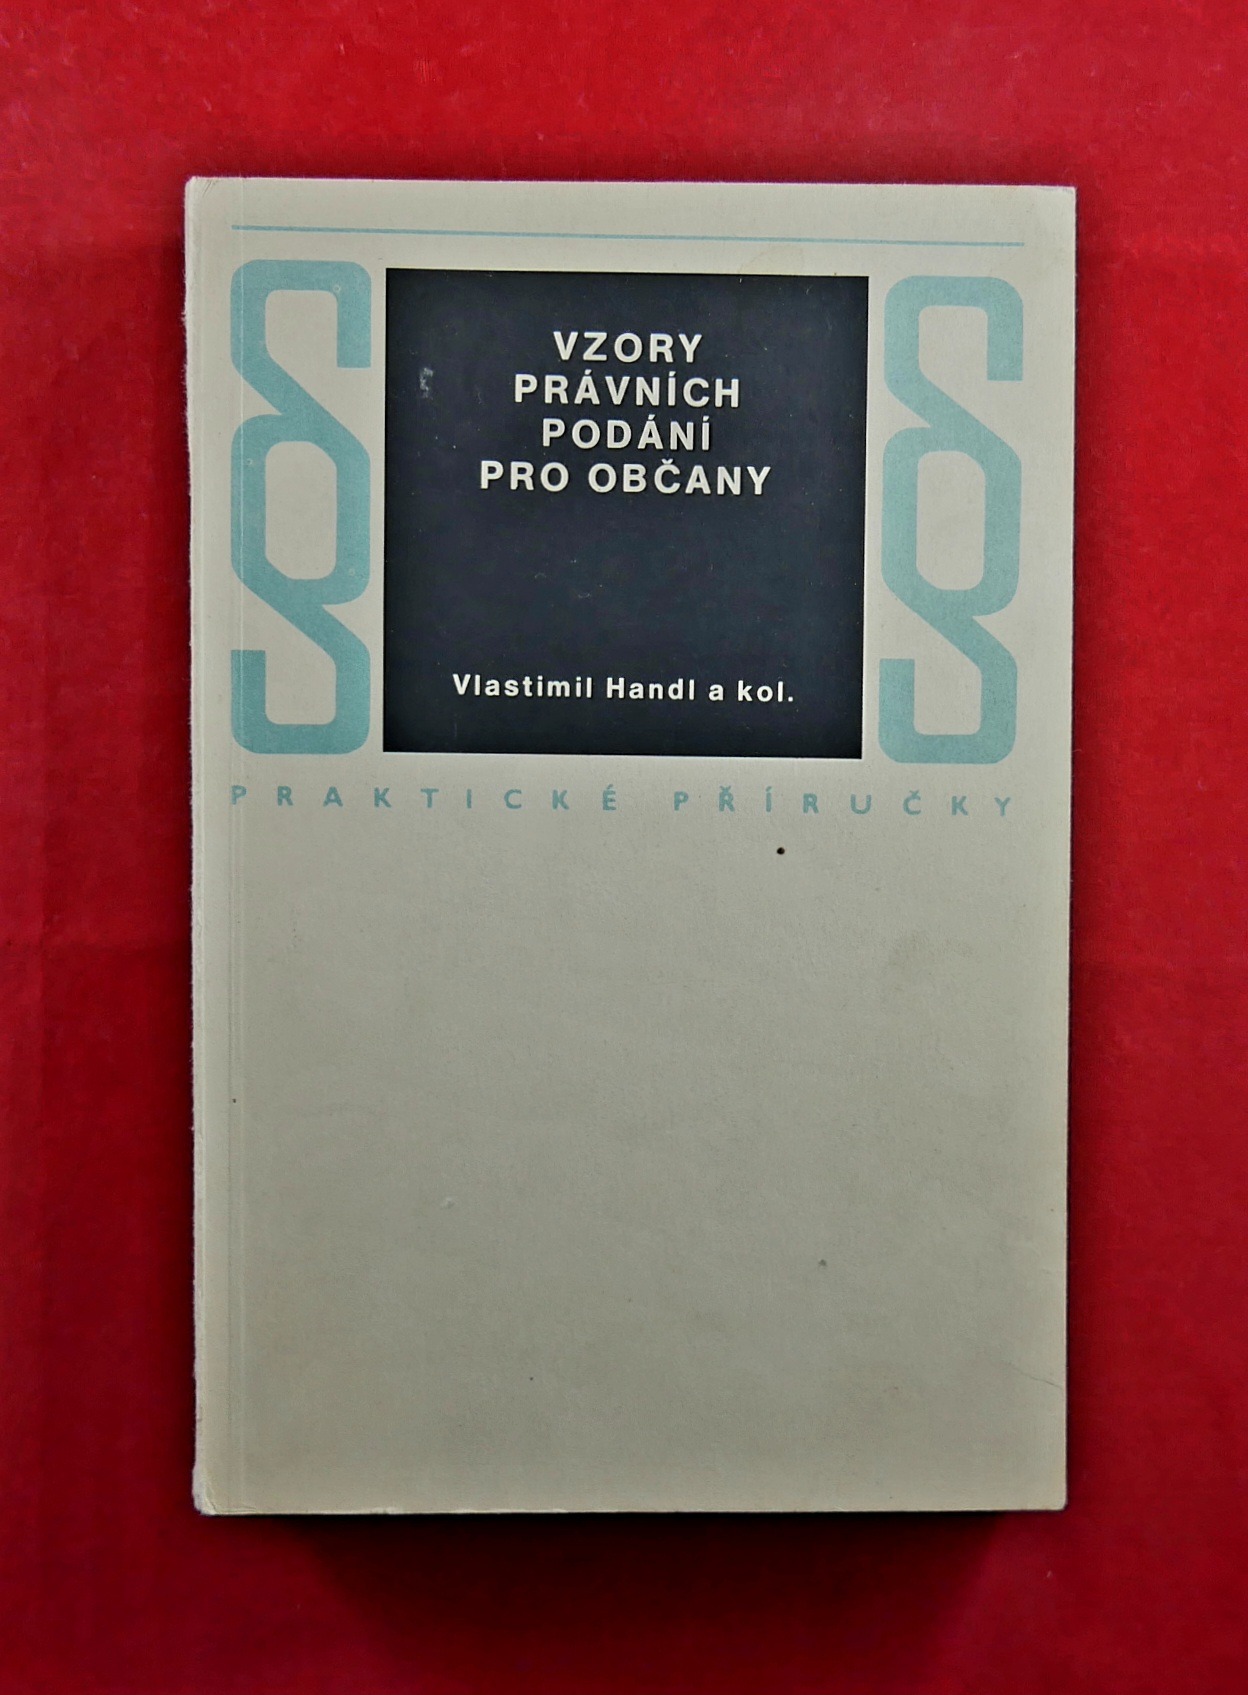 VZORY
PRÁVNÍCH
PODÁNÍ
PRO OBČANY
Vlastimil Handl a kol.
PRAKTICKÉ PŘÍRUČKY